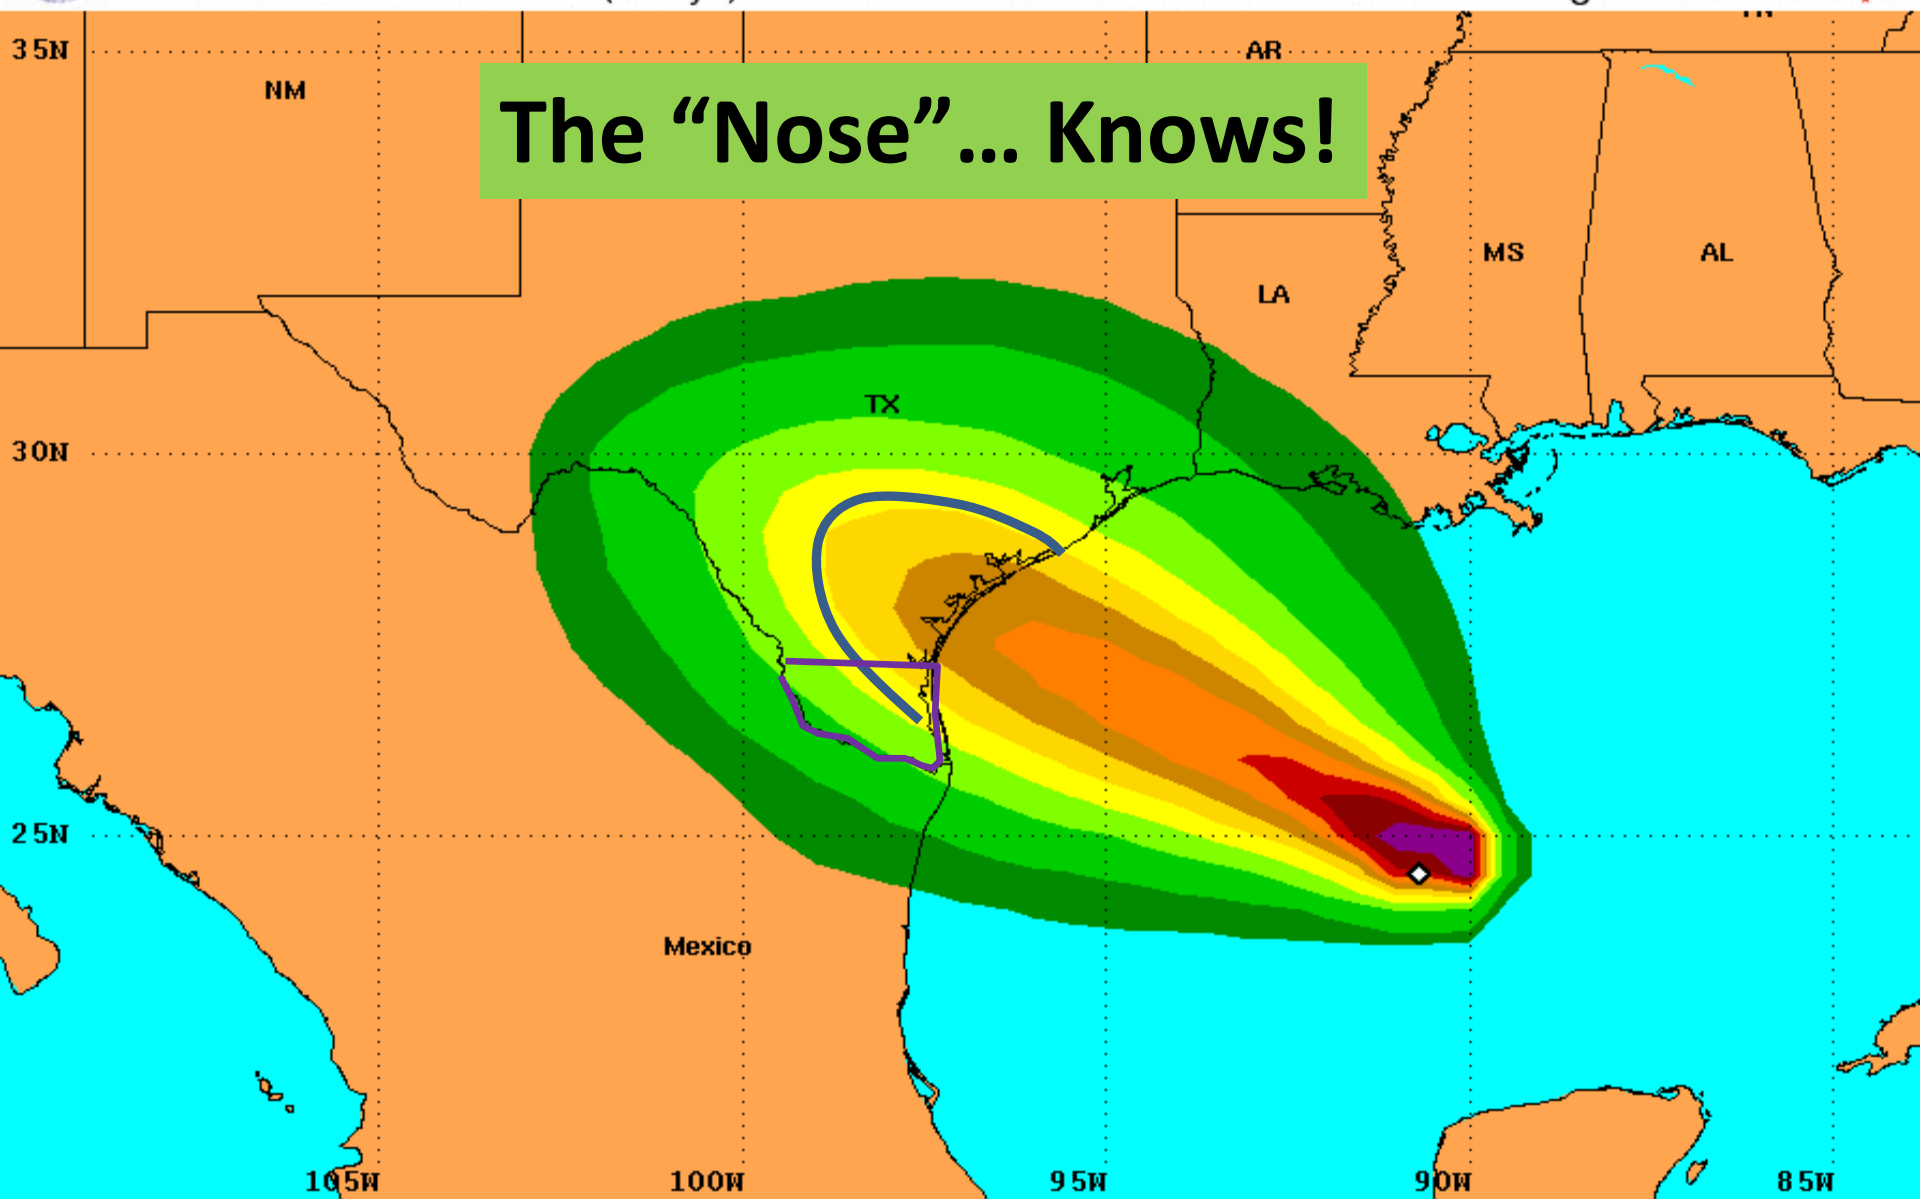 35N
AR
NM
The “Nose”... Knows!
MS
AL
LA
TX
30N
25N
Mexico
105W
100W
95W
90W
85W